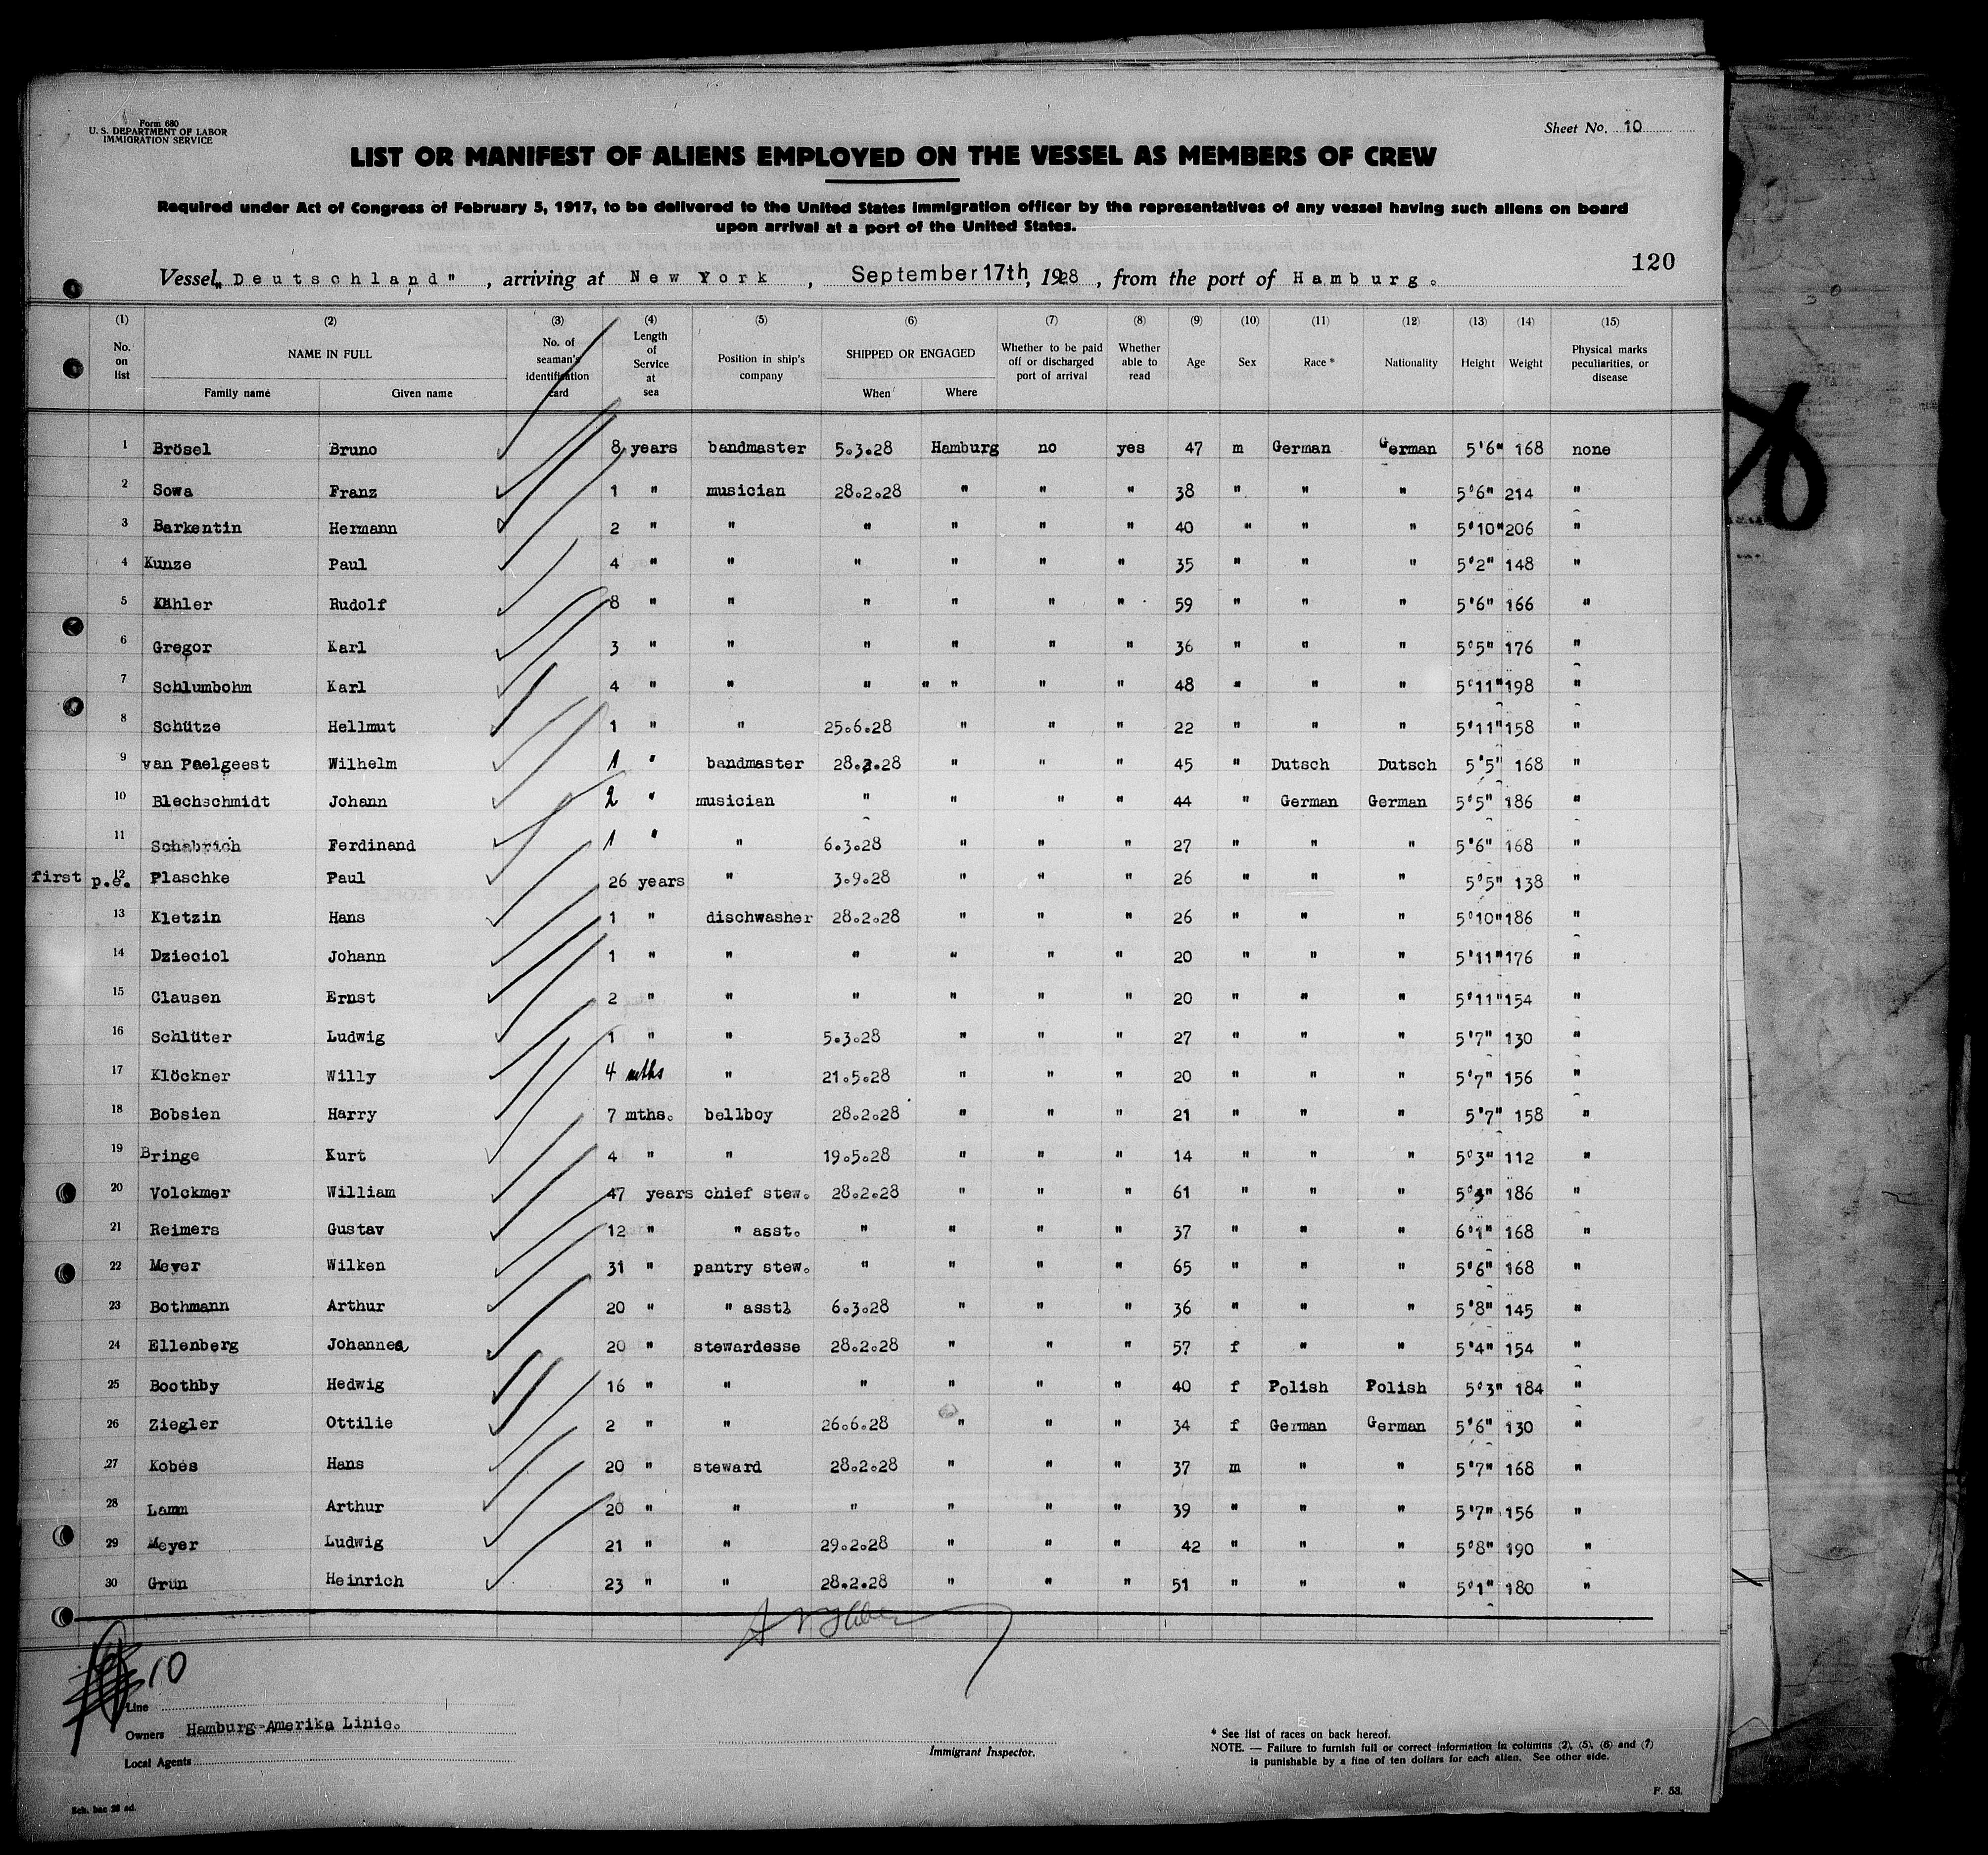 Form 680
U. S. DEPARTMENT OF LABOR
IMMIGRATION SERVICE
Sheet No. 10
LIST OR MANIFEST OF ALIENS EMPLOYED ON THE VESSEL AS MEMBERS OF CREW
Required under Act of Congress of February 5, 1917, to be delivered to the United States Immigration officer by the representatives of any vessel having such aliens on board
upon arrival at a port of the United States.
120
Vessel „Deutschland", arriving at New York, September 17th, 1928, from the port of Hamburg.
(1) (2) (3) (4) (5) (6) (7) (8) (9) (10) (11) (12) (13) (14) (15)
No. on list NAME IN FULL Family name Given name No. of seaman's identification card Length of Service at sea Position in ship's company SHIPPED OR ENGAGED When Where Whether to be paid off or discharged port of arrival Whether able to read Age Sex Race * Nationality Height Weight Physical marks peculiarities, or disease
1 Brösel Bruno 8 years bandmaster 5.3.28 Hamburg no yes 47 m German German 5'6" 168 none
2 Sowa Franz 1 " musician 28.2.28 " " " 38 " " " 5'6" 214 "
3 Barkentin Hermann 2 " " " " " " 40 " " " 5'10" 206 "
4 Kunze Paul 4 " " " " " " 35 " " " 5'2" 148 "
5 Kähler Rudolf 8 " " " " " " 59 " " " 5'6" 166 "
6 Gregor Karl 3 " " " " " " 36 " " " 5'5" 176 "
7 Schlumbohm Karl 4 " " " " " " " 48 " " " 5'11" 198 "
8 Schütze Hellmut 1 " " 25.6.28 " " " 22 " " " 5'11" 158 "
9 van Paelgeest Wilhelm 1 " bandmaster 28.2.28 " " " 45 " Dutsch Dutsch 5'5" 168 "
10 Blechschmidt Johann 2 " musician " " " " 44 " German German 5'5" 186 "
11 Schabrich Ferdinand 1 " " 6.3.28 " " " 27 " " " 5'6" 168 "
first p.e. 12 Plaschke Paul 26 years " 3.9.28 " " " 26 " " " 5'5" 138 "
13 Kletzin Hans 1 " dischwasher 28.2.28 " " " 26 " " " 5'10" 186 "
14 Dzieciol Johann 1 " " " " " " 20 " " " 5'11" 176 "
15 Clausen Ernst 2 " " " " " " 20 " " " 5'11" 154 "
16 Schlüter Ludwig 1 " " 5.3.28 " " " 27 " " " 5'7" 130 "
17 Klöckner Willy 4 mths " 21.5.28 " " " 20 " " " 5'7" 156 "
18 Bobsien Harry 7 mths. bellboy 28.2.28 " " " 21 " " " 5'7" 158 "
19 Bringe Kurt 4 " " 19.5.28 " " " 14 " " " 5'3" 112 "
20 Volckmer William 47 years chief stew. 28.2.28 " " " 61 " " " 186 "
21 Reimers Gustav 12 " " asst. " " " " 37 " " " 6'1" 168 "
22 Meyer Wilken 31 " pantry stew. " " " " 65 " " " 5'6" 168 "
23 Bothmann Arthur 20 " " asstl 6.3.28 " " " 36 " " " 5'8" 145 "
24 Ellenberg Johannea 20 " stewardesse 28.2.28 " " " 57 f " " 5'4" 154 "
25 Boothby Hedwig 16 " " " " " " 40 f Polish Polish 5'3" 184 "
26 Ziegler Ottilie 2 " " 26.6.28 " " " 34 f German German 5'6" 130 "
27 Kobes Hans 20 " steward 28.2.28 " " " 37 m " " 5'7" 168 "
28 Lamm Arthur 20 " " " " " " 39 " " " 5'7" 156 "
29 Meyer Ludwig 21 " " 29.2.28 " " " 42 " " " 5'8" 190 "
30 Grün Heinrich 23 " " 28.2.28 " " " 51 " " " 5'1" 180 "
10
Line
Owners Hamburg-Amerika Linie.
Local Agents
Immigrant Inspector.
* See list of races on back hereof.
NOTE. — Failure to furnish full or correct information in columns (2), (5), (6) and (7)
is punishable by a fine of ten dollars for each alien. See other side.
F. 53.